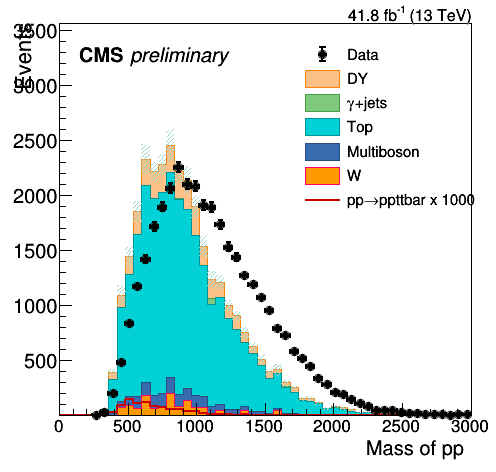 41.8 fb⁻¹ (13 TeV)
Events
CMS preliminary
Data
DY
γ+jets
Top
Multiboson
W
pp→ppttbar x 1000
3500
3000
2500
2000
1500
1000
500
0 500 1000 1500 2000 2500 3000
Mass of pp